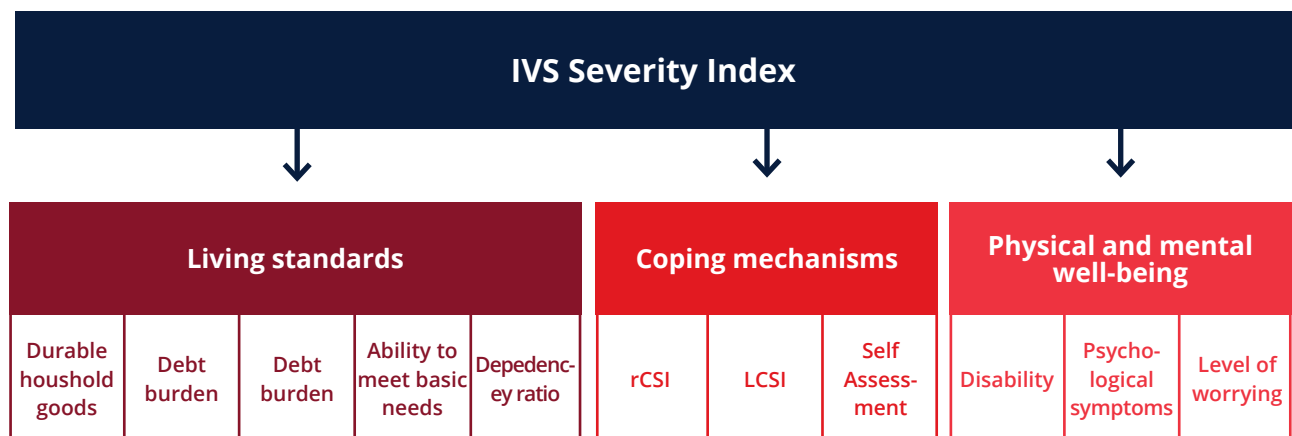 IVS Severity Index
Living standards
Coping mechanisms
Physical and mental
well-being
Durable
houshold
goods
Debt
burden
Debt
burden
Ability to
meet basic
needs
Depedenc-
ey ratio
rCSI
LCSI
Self
Assess-
ment
Disability
Psycho-
logical
symptoms
Level of
worrying